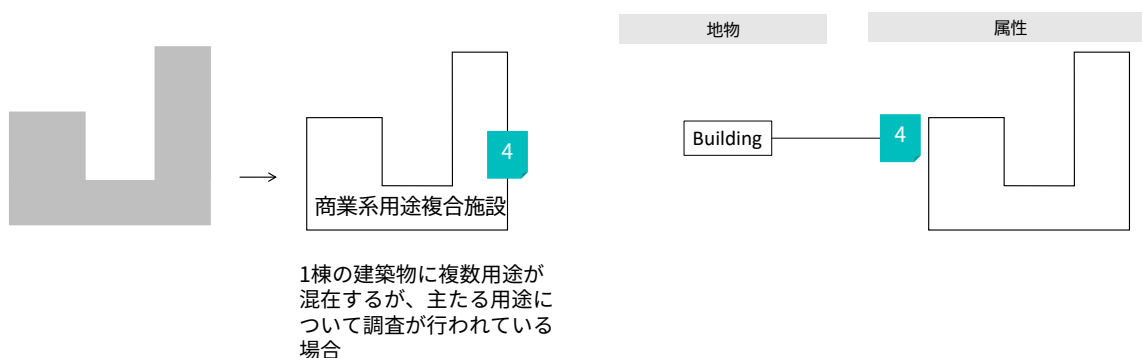 地物
属性
4
Building
4
商業系用途複合施設
1棟の建築物に複数用途が
混在するが、主たる用途に
ついて調査が行われている
場合